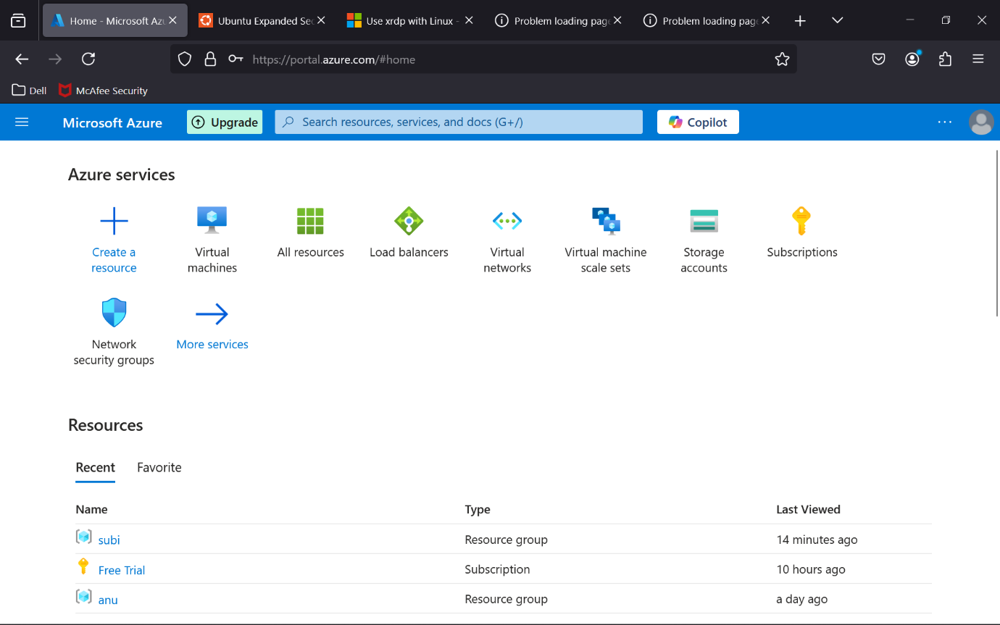 Home - Microsoft Azu
Ubuntu Expanded Sec
Use xrdp with Linux -
Problem loading page
Problem loading page
https://portal.azure.com/#home
Dell
McAfee Security
Microsoft Azure
Upgrade
Search resources, services, and docs (G+/)
Copilot
Azure services
Create a
resource
Virtual
machines
All resources
Load balancers
Virtual
networks
Virtual machine
scale sets
Storage
accounts
Subscriptions
Network
security groups
More services
Resources
Recent Favorite
Name Type Last Viewed
subi Resource group 14 minutes ago
Free Trial Subscription 10 hours ago
anu Resource group a day ago